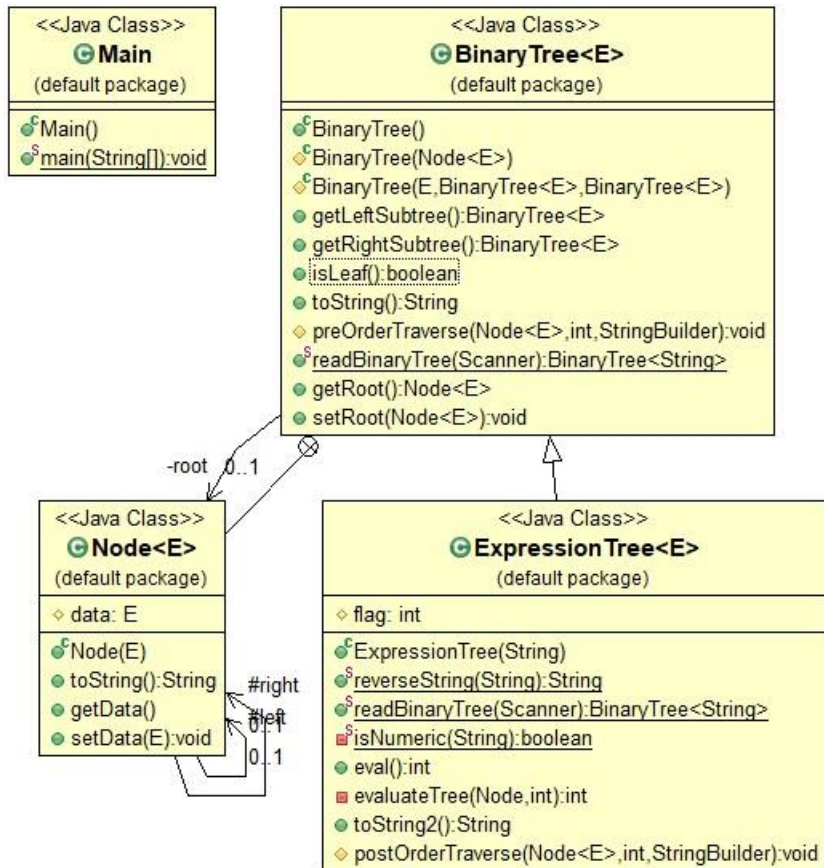 <<Java Class>>
Main
(default package)
Main()
main(String[]):void
<<Java Class>>
BinaryTree<E>
(default package)
BinaryTree()
BinaryTree(Node<E>)
BinaryTree(E,BinaryTree<E>,BinaryTree<E>)
getLeftSubtree():BinaryTree<E>
getRightSubtree():BinaryTree<E>
isLeaf():boolean
toString():String
preOrderTraverse(Node<E>,int,StringBuilder):void
readBinaryTree(Scanner):BinaryTree<String>
getRoot():Node<E>
setRoot(Node<E>):void
-root 0..1
<<Java Class>>
Node<E>
(default package)
data: E
Node(E)
toString():String
getData()
setData(E):void
#right
#left
0..1
0..1
<<Java Class>>
ExpressionTree<E>
(default package)
flag: int
ExpressionTree(String)
reverseString(String):String
readBinaryTree(Scanner):BinaryTree<String>
isNumeric(String):boolean
eval():int
evaluateTree(Node,int):int
toString2():String
postOrderTraverse(Node<E>,int,StringBuilder):void